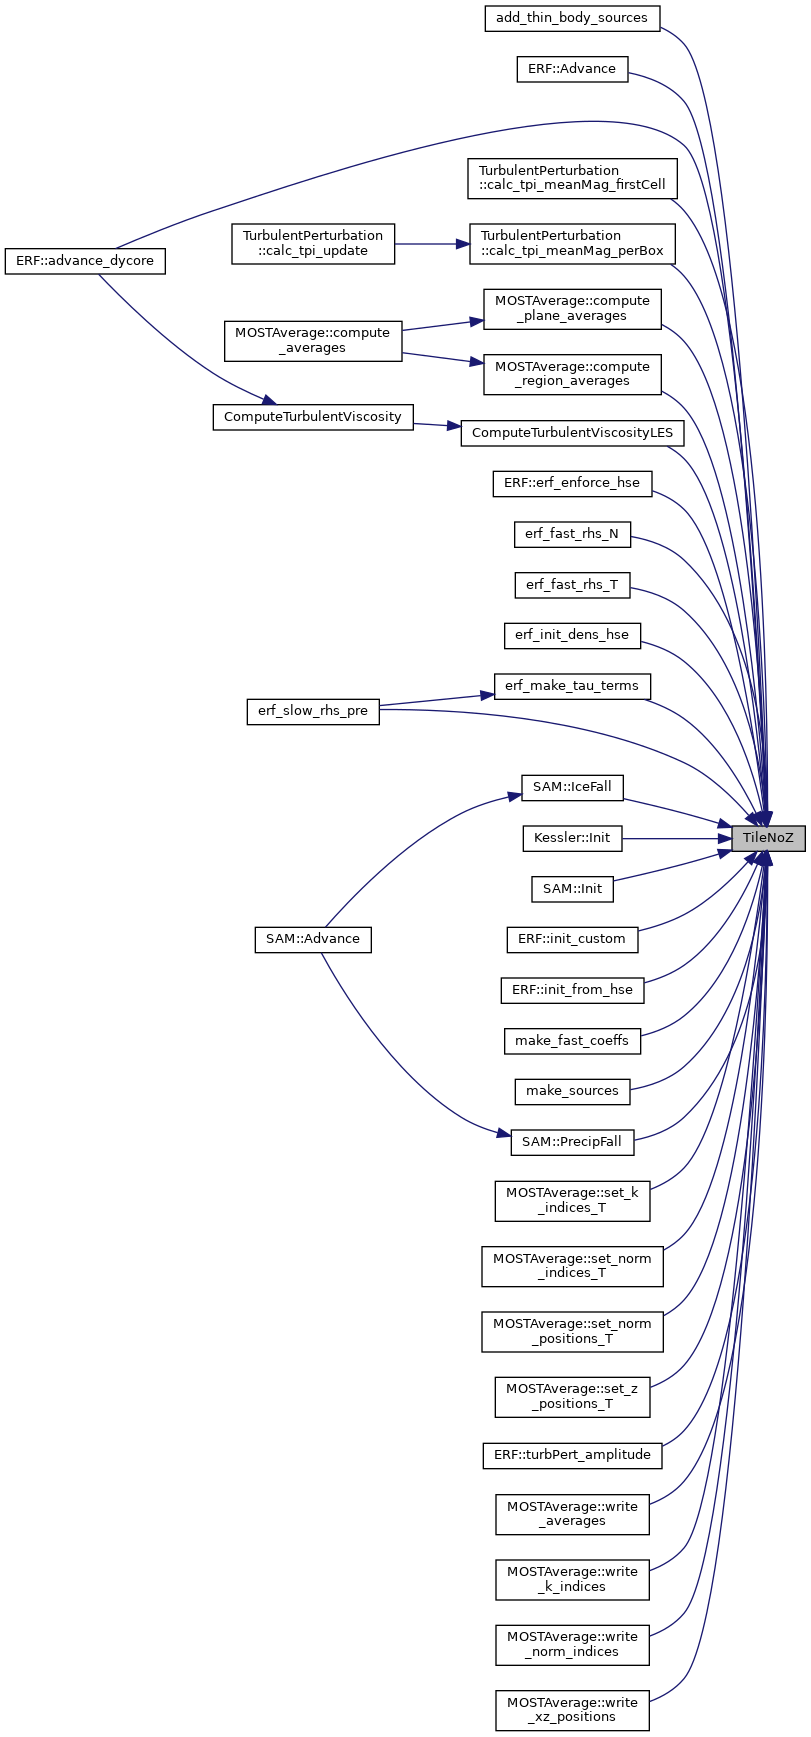 add_thin_body_sources
ERF::Advance
TurbulentPerturbation
::calc_tpi_meanMag_firstCell
TurbulentPerturbation
::calc_tpi_update
TurbulentPerturbation
::calc_tpi_meanMag_perBox
ERF::advance_dycore
MOSTAverage::compute
_plane_averages
MOSTAverage::compute
_averages
MOSTAverage::compute
_region_averages
ComputeTurbulentViscosity
ComputeTurbulentViscosityLES
ERF::erf_enforce_hse
erf_fast_rhs_N
erf_fast_rhs_T
erf_init_dens_hse
erf_make_tau_terms
erf_slow_rhs_pre
SAM::IceFall
TileNoZ
Kessler::Init
SAM::Init
SAM::Advance
ERF::init_custom
ERF::init_from_hse
make_fast_coeffs
make_sources
SAM::PrecipFall
MOSTAverage::set_k
_indices_T
MOSTAverage::set_norm
_indices_T
MOSTAverage::set_norm
_positions_T
MOSTAverage::set_z
_positions_T
ERF::turbPert_amplitude
MOSTAverage::write
_averages
MOSTAverage::write
_k_indices
MOSTAverage::write
_norm_indices
MOSTAverage::write
_xz_positions